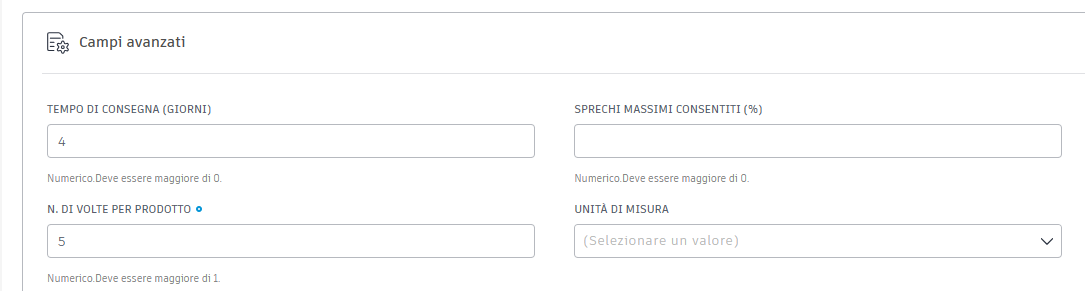 Campi avanzati
TEMPO DI CONSEGNA (GIORNI)
SPRECHI MASSIMI CONSENTITI (%)
4
Numerico.Deve essere maggiore di 0.
Numerico.Deve essere maggiore di 0.
N. DI VOLTE PER PRODOTTO
UNITÀ DI MISURA
5
(Selezionare un valore)
Numerico.Deve essere maggiore di 1.